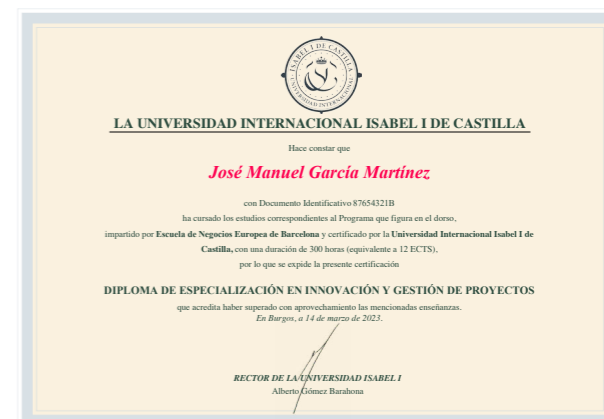 ISABEL I DE CASTILLA
UNIVERSIDAD INTERNACIONAL
LA UNIVERSIDAD INTERNACIONAL ISABEL I DE CASTILLA
Hace constar que
José Manuel García Martínez
con Documento Identificativo 87654321B
ha cursado los estudios correspondientes al Programa que figura en el dorso,
impartido por Escuela de Negocios Europea de Barcelona y certificado por la Universidad Internacional Isabel I de
Castilla, con una duración de 300 horas (equivalente a 12 ECTS),
por lo que se expide la presente certificación
DIPLOMA DE ESPECIALIZACIÓN EN INNOVACIÓN Y GESTIÓN DE PROYECTOS
que acredita haber superado con aprovechamiento las mencionadas enseñanzas.
En Burgos, a 14 de marzo de 2023.
RECTOR DE LA UNIVERSIDAD ISABEL I
Alberto Gómez Barahona